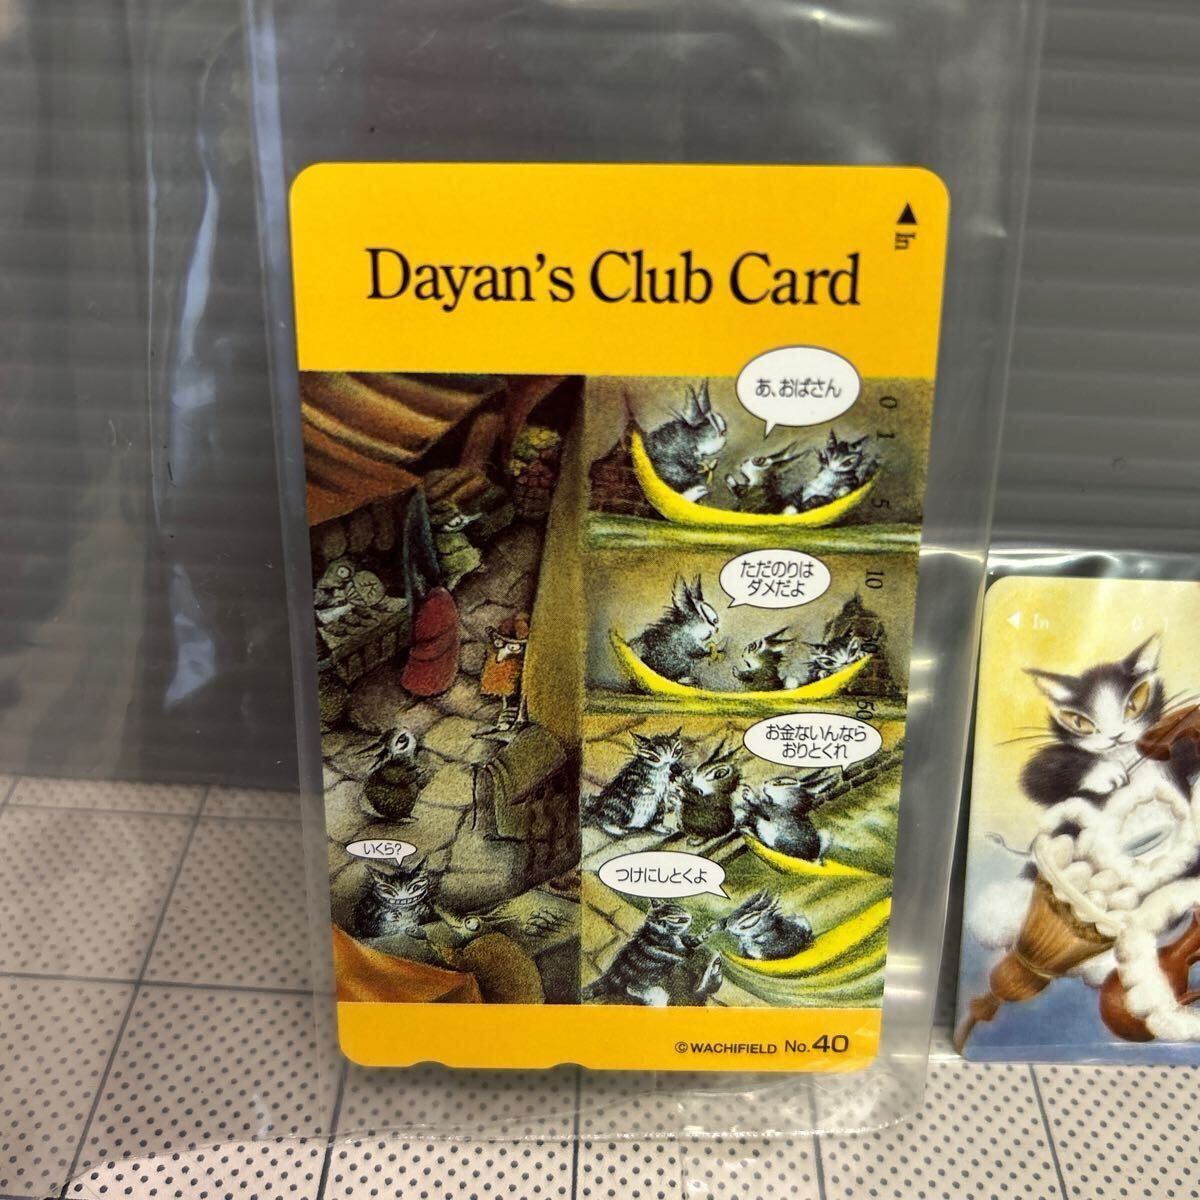 In
Dayan's Club Card
あ、おばさん
0
1
5
10
50
ただのりは
ダメだよ
お金ないんなら
おりとくれ
いくら?
つけにしとくよ
©WACHIFIELD No.40
In
0 1